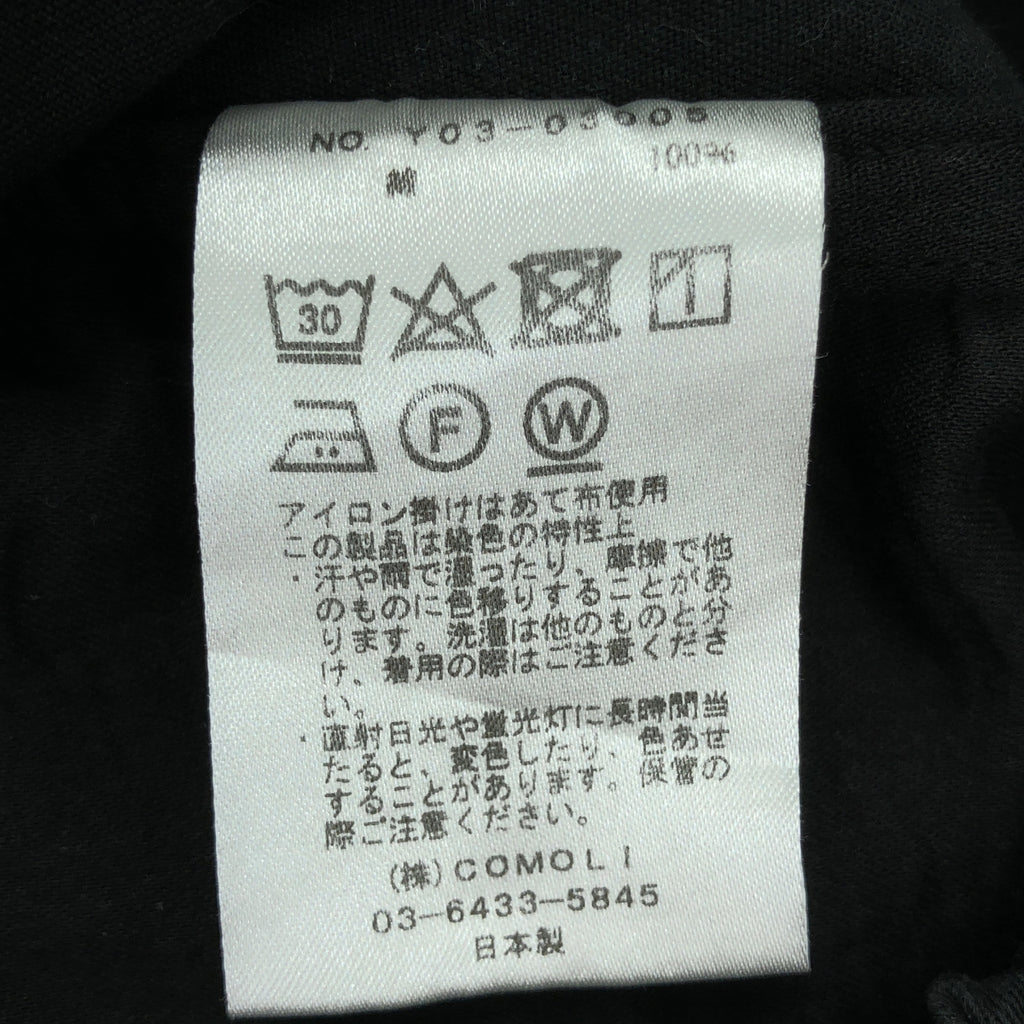 NO. Y03-03005
綿 100%
30
F W
アイロン掛けはあて布使用
この製品は染色の特性上
・汗や雨で湿ったり、摩擦で他
のもので色移りすることがあ
ります。洗濯は他のものと分
け、着用の際はご注意くださ
い。
・直射日光や蛍光灯に長時間当
たると、変色したり、色あせ
することがあります。保管の
際ご注意ください。
(株)COMOLI
03-6433-5845
日本製